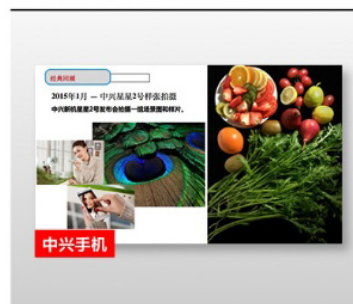 经典回顾
2015年1月 — 中兴星星2号样张拍摄
中兴新机星星2号发布会拍摄一组场景图和样片。
中兴手机